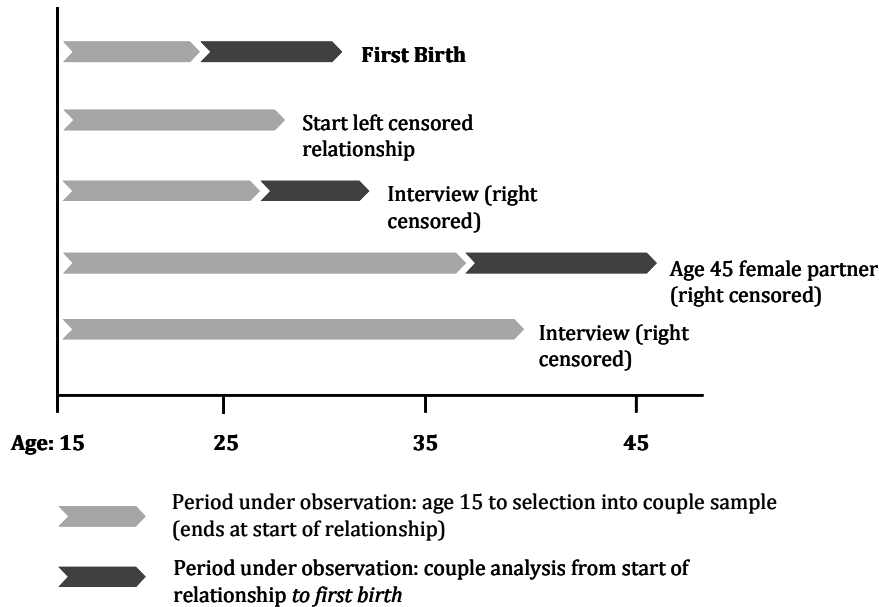 First Birth
Start left censored
relationship
Interview (right
censored)
Age 45 female partner
(right censored)
Interview (right
censored)
Age: 15 25 35 45
Period under observation: age 15 to selection into couple sample
(ends at start of relationship)
Period under observation: couple analysis from start of
relationship to first birth